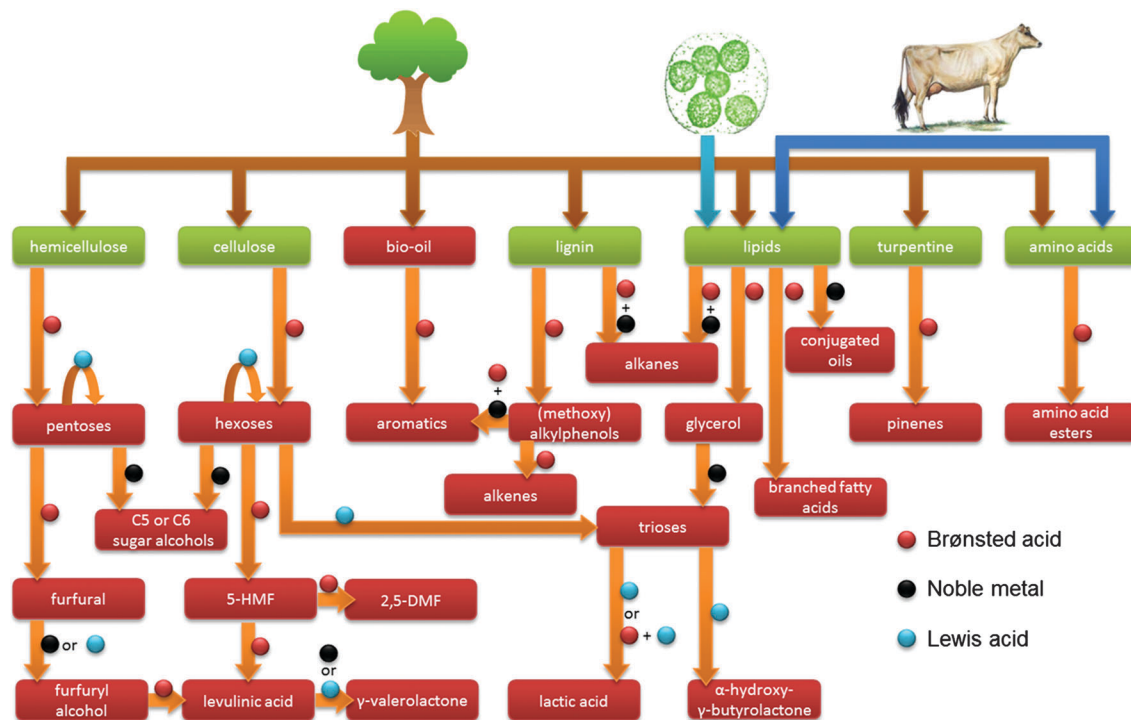 hemicellulose
cellulose
bio-oil
lignin
lipids
turpentine
amino acids
+
+
conjugated
oils
alkanes
+
pentoses
hexoses
aromatics
(methoxy)
alkylphenols
glycerol
pinenes
amino acid
esters
alkenes
branched fatty
acids
C5 or C6
sugar alcohols
trioses
Brønsted acid
Noble metal
Lewis acid
furfural
5-HMF
2,5-DMF
or
or
or
+
furfuryl
alcohol
levulinic acid
γ-valerolactone
lactic acid
α-hydroxy-
γ-butyrolactone